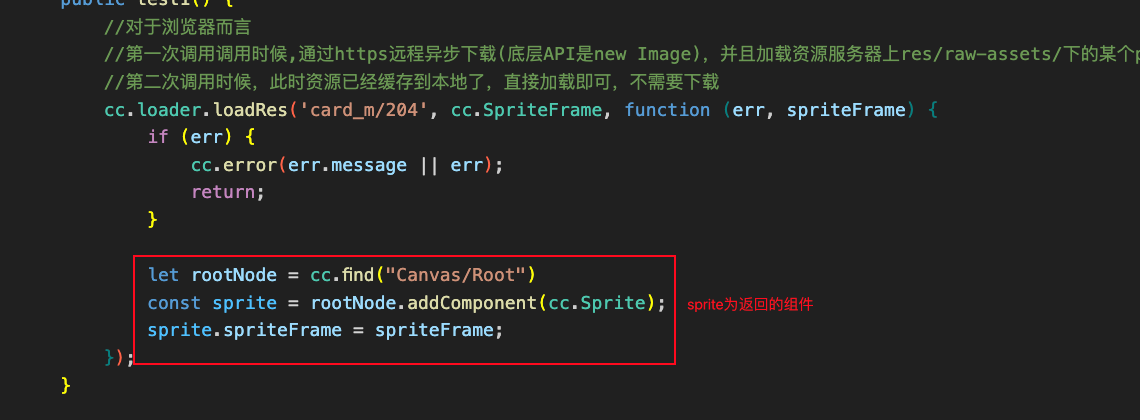 public test1() {
//对于浏览器而言
//第一次调用调用时候,通过https远程异步下载(底层API是new Image)，并且加载资源服务器上res/raw-assets/下的某个p
//第二次调用时候，此时资源已经缓存到本地了，直接加载即可，不需要下载
cc.loader.loadRes('card_m/204', cc.SpriteFrame, function (err, spriteFrame) {
if (err) {
cc.error(err.message || err);
return;
}
let rootNode = cc.find("Canvas/Root")
const sprite = rootNode.addComponent(cc.Sprite); sprite为返回的组件
sprite.spriteFrame = spriteFrame;
});
}